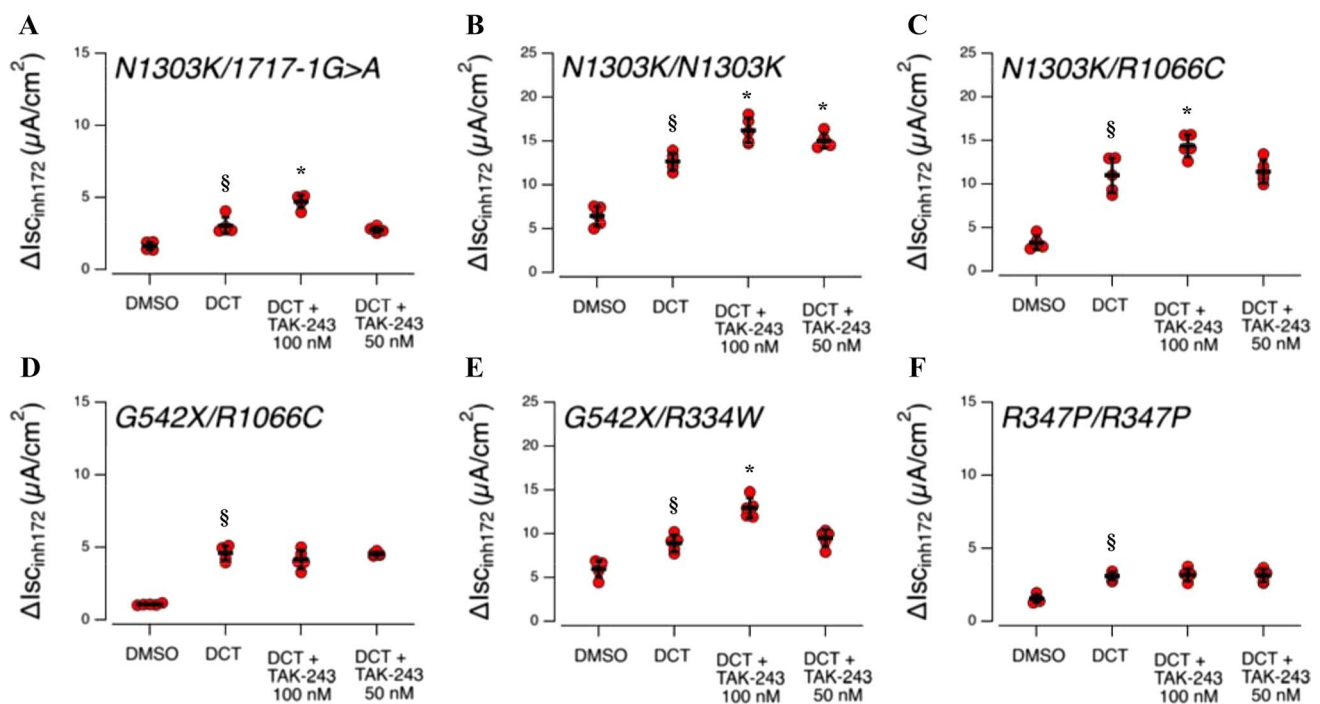 A
ΔIsc_inh172 (µA/cm²)
N1303K/1717-1G>A
15
10
5
0
§
*
DMSO
DCT
DCT +
TAK-243
100 nM
DCT +
TAK-243
50 nM
B
ΔIsc_inh172 (µA/cm²)
N1303K/N1303K
25
20
15
10
5
0
§
*
*
DMSO
DCT
DCT +
TAK-243
100 nM
DCT +
TAK-243
50 nM
C
ΔIsc_inh172 (µA/cm²)
N1303K/R1066C
25
20
15
10
5
0
§
*
DMSO
DCT
DCT +
TAK-243
100 nM
DCT +
TAK-243
50 nM
D
ΔIsc_inh172 (µA/cm²)
G542X/R1066C
15
10
5
0
§
DMSO
DCT
DCT +
TAK-243
100 nM
DCT +
TAK-243
50 nM
E
ΔIsc_inh172 (µA/cm²)
G542X/R334W
25
20
15
10
5
0
§
*
DMSO
DCT
DCT +
TAK-243
100 nM
DCT +
TAK-243
50 nM
F
ΔIsc_inh172 (µA/cm²)
R347P/R347P
15
10
5
0
§
DMSO
DCT
DCT +
TAK-243
100 nM
DCT +
TAK-243
50 nM